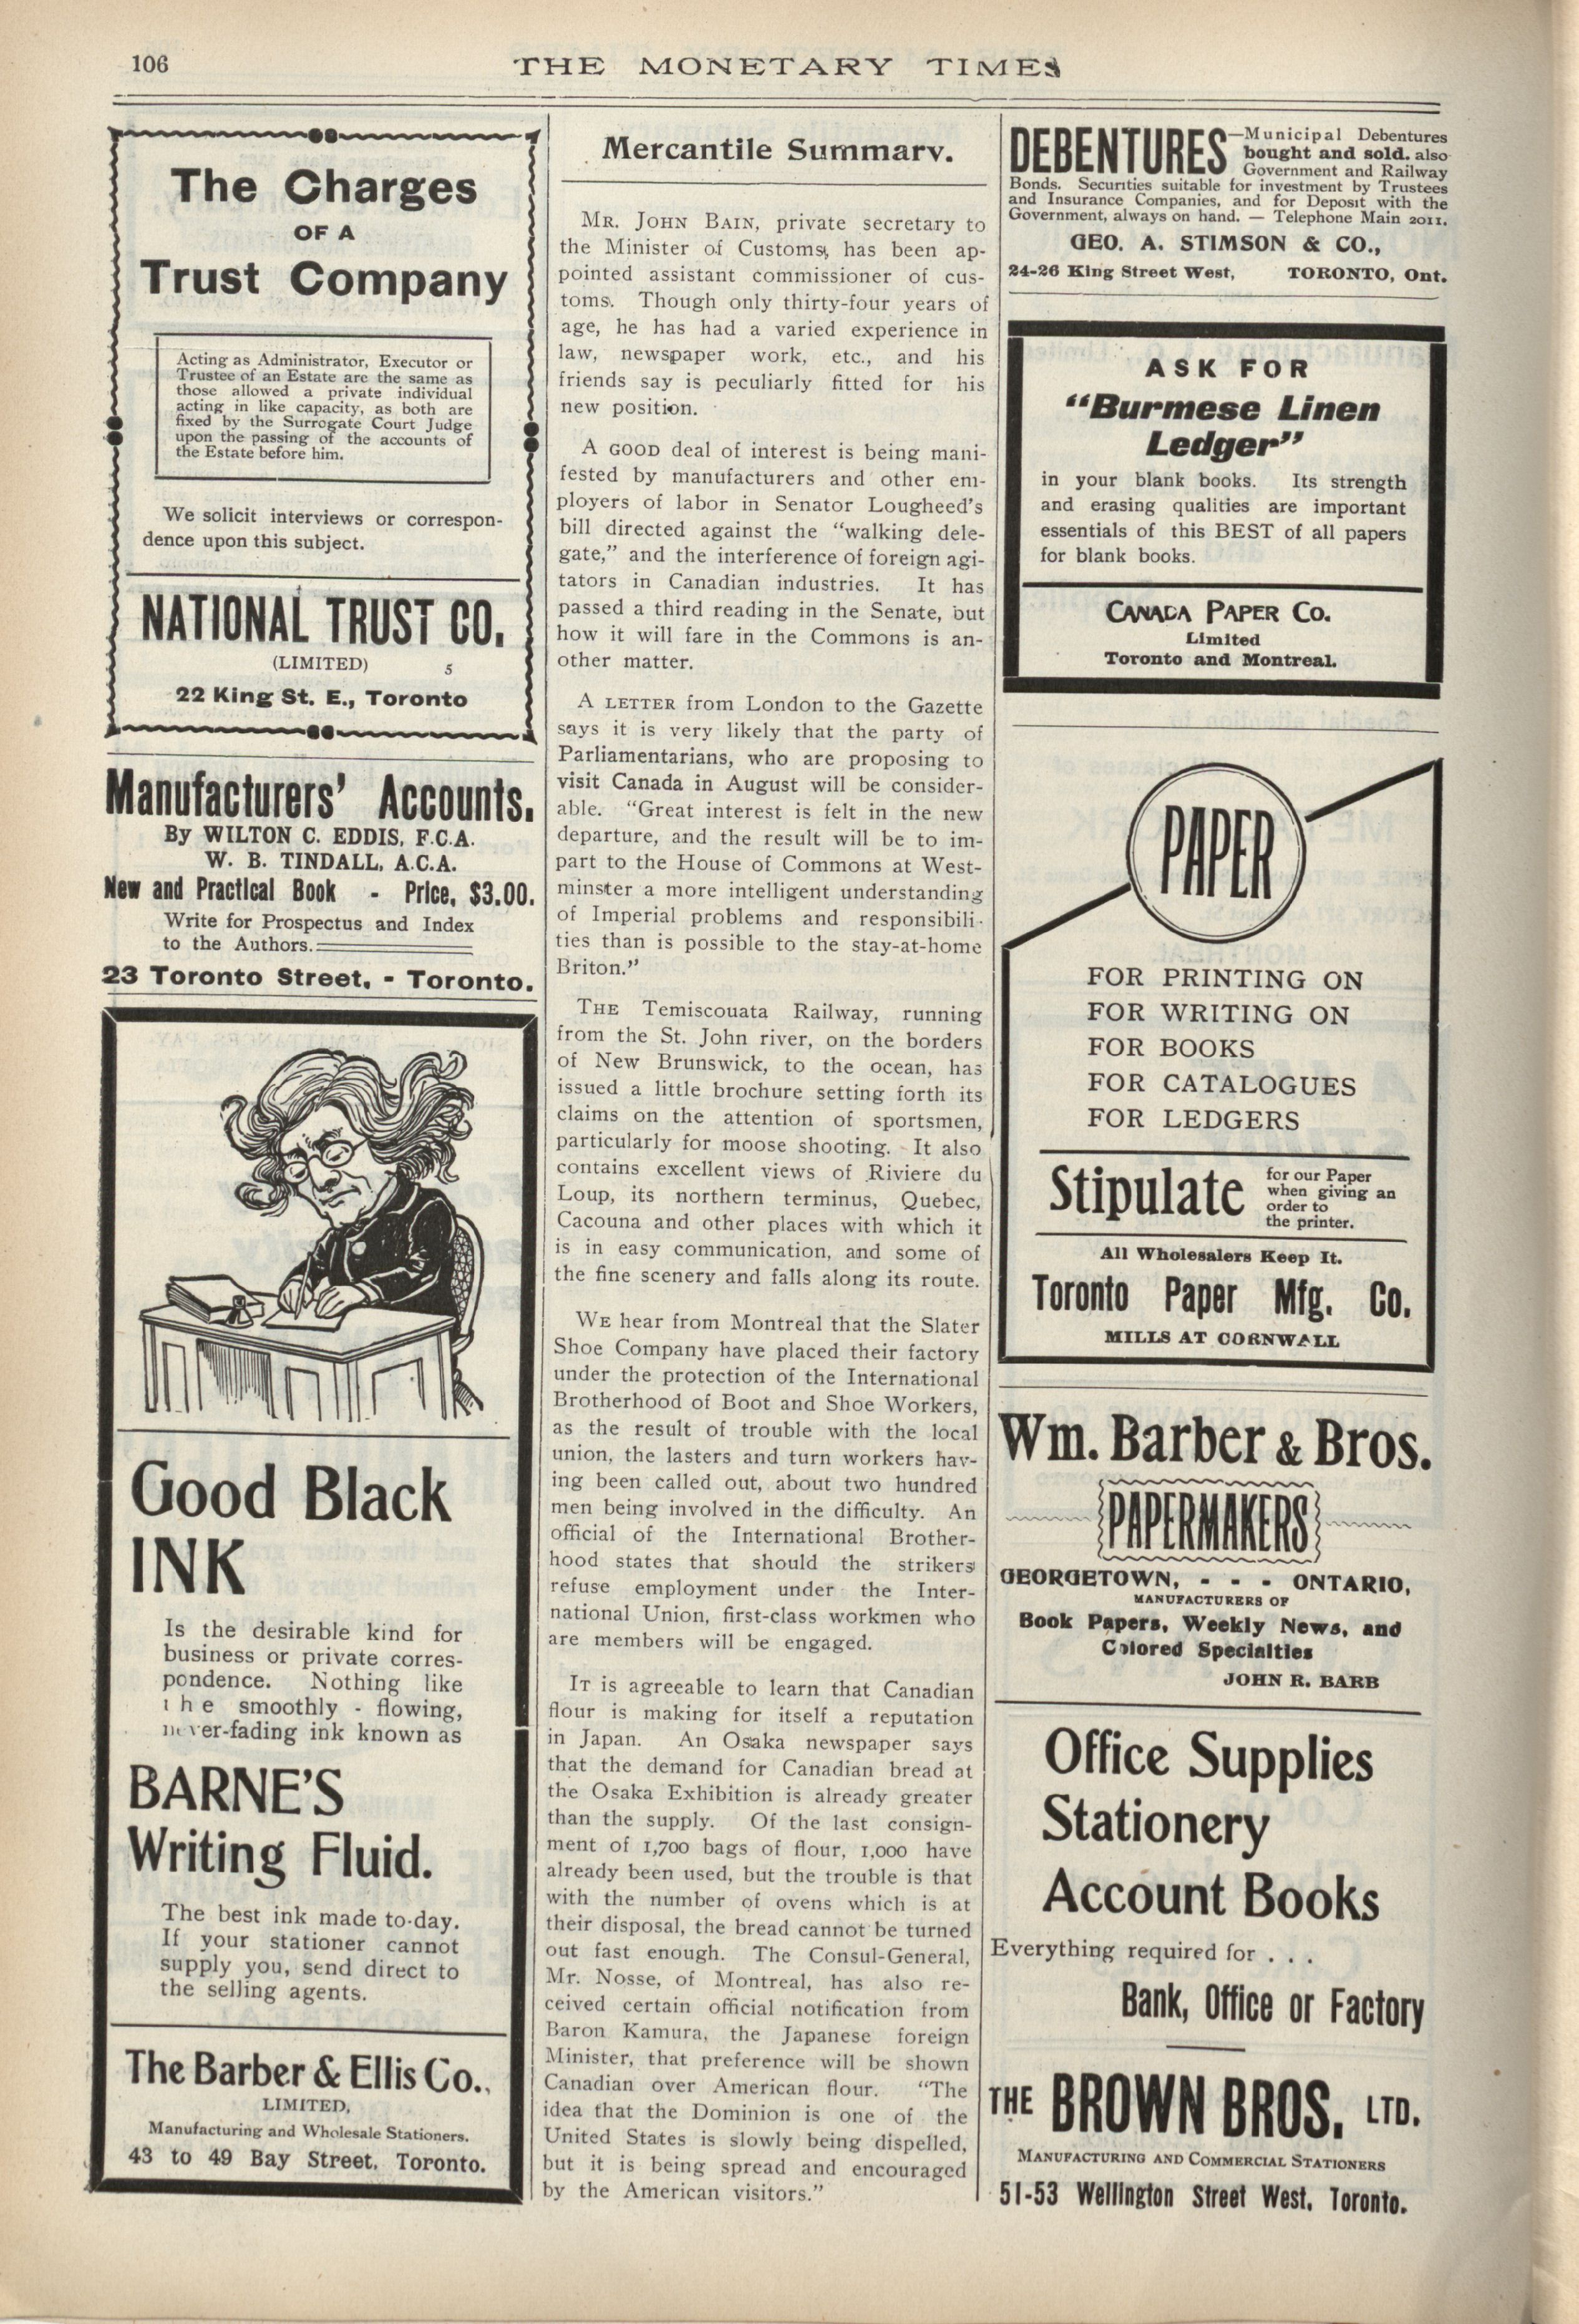 106
THE MONETARY TIMES
The Charges
OF A
Trust Company
Acting as Administrator, Executor or
Trustee of an Estate are the same as
those allowed a private individual
acting in like capacity, as both are
fixed by the Surrogate Court Judge
upon the passing of the accounts of
the Estate before him.
We solicit interviews or correspon-
dence upon this subject.
NATIONAL TRUST CO.
(LIMITED) 5
22 King St. E., Toronto
Manufacturers' Accounts.
By WILTON C. EDDIS, F.C.A.
W. B. TINDALL, A.C.A.
New and Practical Book - Price, $3.00.
Write for Prospectus and Index
to the Authors.
23 Toronto Street, - Toronto.
Good Black
INK
Is the desirable kind for
business or private corres-
pondence. Nothing like
the smoothly - flowing,
never-fading ink known as
BARNE'S
Writing Fluid.
The best ink made to-day.
If your stationer cannot
supply you, send direct to
the selling agents.
The Barber & Ellis Co.,
LIMITED,
Manufacturing and Wholesale Stationers.
43 to 49 Bay Street, Toronto.
Mercantile Summary.
MR. JOHN BAIN, private secretary to
the Minister of Customs, has been ap-
pointed assistant commissioner of cus-
toms. Though only thirty-four years of
age, he has had a varied experience in
law, newspaper work, etc., and his
friends say is peculiarly fitted for his
new position.
A GOOD deal of interest is being mani-
fested by manufacturers and other em-
ployers of labor in Senator Lougheed's
bill directed against the "walking dele-
gate," and the interference of foreign agi-
tators in Canadian industries. It has
passed a third reading in the Senate, but
how it will fare in the Commons is an-
other matter.
A LETTER from London to the Gazette
says it is very likely that the party of
Parliamentarians, who are proposing to
visit Canada in August will be consider-
able. "Great interest is felt in the new
departure, and the result will be to im-
part to the House of Commons at West-
minster a more intelligent understanding
of Imperial problems and responsibili-
ties than is possible to the stay-at-home
Briton."
THE Temiscouata Railway, running
from the St. John river, on the borders
of New Brunswick, to the ocean, has
issued a little brochure setting forth its
claims on the attention of sportsmen,
particularly for moose shooting. It also
contains excellent views of Riviere du
Loup, its northern terminus, Quebec,
Cacouna and other places with which it
is in easy communication, and some of
the fine scenery and falls along its route.
WE hear from Montreal that the Slater
Shoe Company have placed their factory
under the protection of the International
Brotherhood of Boot and Shoe Workers,
as the result of trouble with the local
union, the lasters and turn workers hav-
ing been called out, about two hundred
men being involved in the difficulty. An
official of the International Brother-
hood states that should the strikers
refuse employment under the Inter-
national Union, first-class workmen who
are members will be engaged.
IT is agreeable to learn that Canadian
flour is making for itself a reputation
in Japan. An Osaka newspaper says
that the demand for Canadian bread at
the Osaka Exhibition is already greater
than the supply. Of the last consign-
ment of 1,700 bags of flour, 1,000 have
already been used, but the trouble is that
with the number of ovens which is at
their disposal, the bread cannot be turned
out fast enough. The Consul-General,
Mr. Nosse, of Montreal, has also re-
ceived certain official notification from
Baron Kamura, the Japanese foreign
Minister, that preference will be shown
Canadian over American flour. "The
idea that the Dominion is one of the
United States is slowly being dispelled,
but it is being spread and encouraged
by the American visitors."
DEBENTURES—Municipal Debentures
bought and sold, also
Government and Railway
Bonds. Securities suitable for investment by Trustees
and Insurance Companies, and for Deposit with the
Government, always on hand. — Telephone Main 2011.
GEO. A. STIMSON & CO.,
24-26 King Street West, TORONTO, Ont.
ASK FOR
"Burmese Linen
Ledger"
in your blank books. Its strength
and erasing qualities are important
essentials of this BEST of all papers
for blank books.
CANADA PAPER CO.
Limited
Toronto and Montreal.
PAPER
FOR PRINTING ON
FOR WRITING ON
FOR BOOKS
FOR CATALOGUES
FOR LEDGERS
Stipulate for our Paper
when giving an
order to
the printer.
All Wholesalers Keep It.
Toronto Paper Mfg. Co.
MILLS AT CORNWALL
Wm. Barber & Bros.
PAPERMAKERS
GEORGETOWN, - - - ONTARIO,
MANUFACTURERS OF
Book Papers, Weekly News, and
Colored Specialties
JOHN R. BARB
Office Supplies
Stationery
Account Books
Everything required for . . .
Bank, Office or Factory
THE BROWN BROS. LTD.
MANUFACTURING AND COMMERCIAL STATIONERS
51-53 Wellington Street West, Toronto.